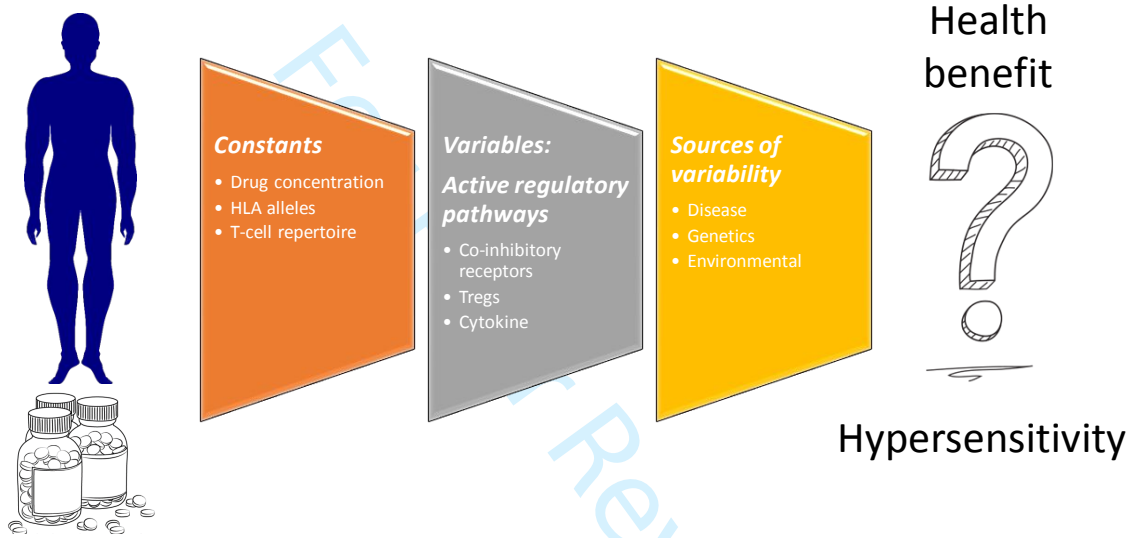 Health
benefit
Constants
• Drug concentration
• HLA alleles
• T-cell repertoire
Variables:
Active regulatory
pathways
• Co-inhibitory
receptors
• Tregs
• Cytokine
Sources of
variability
• Disease
• Genetics
• Environmental
Hypersensitivity